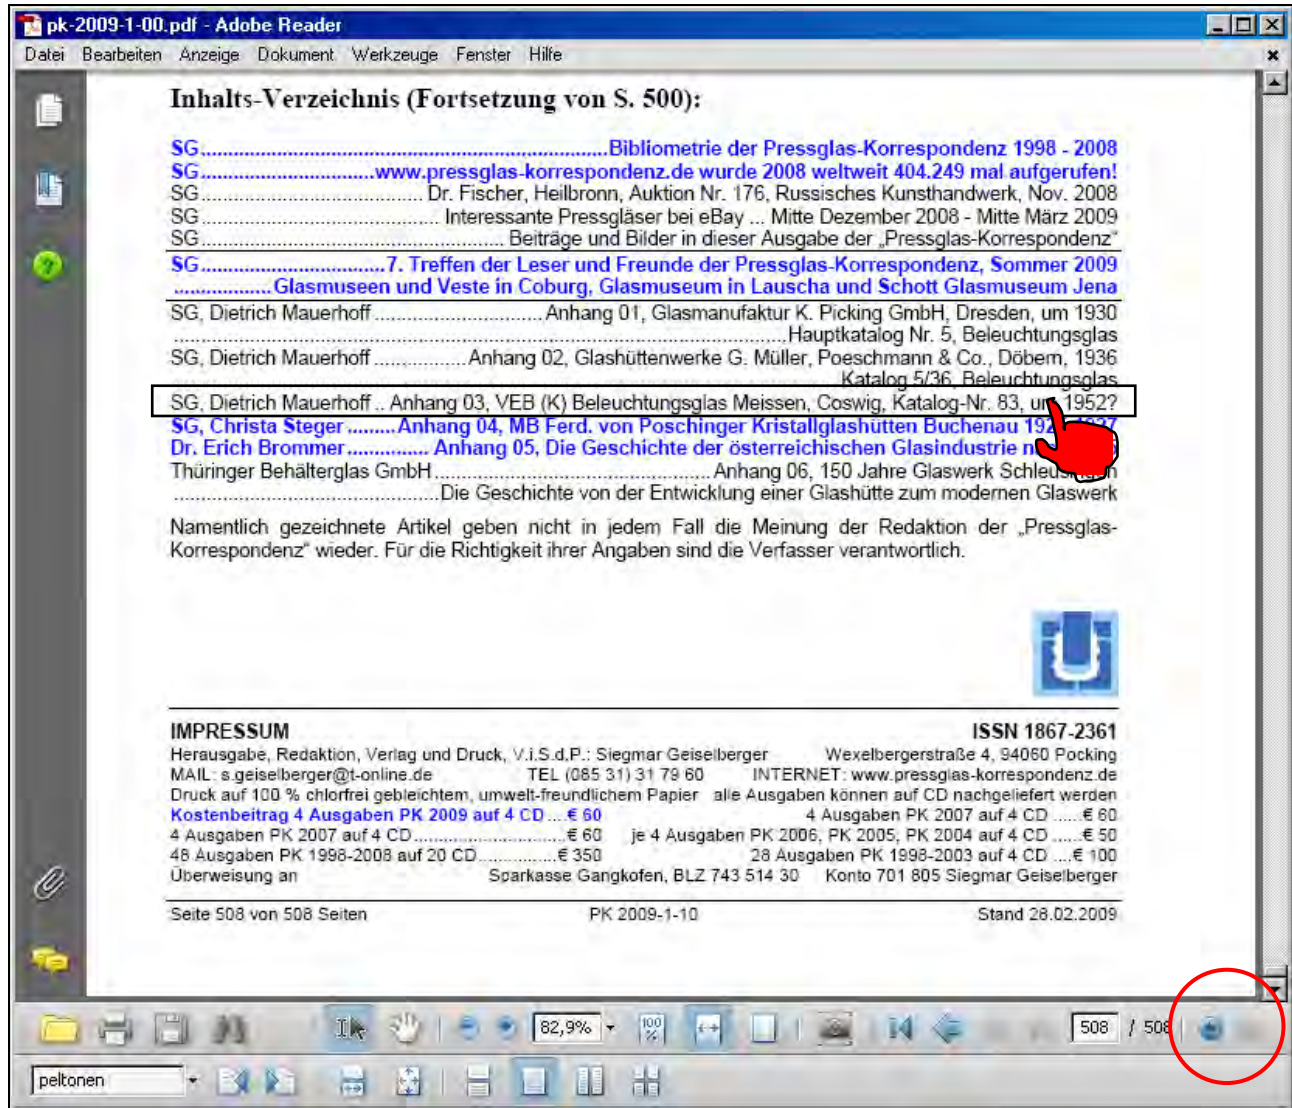 pk-2009-1-00.pdf - Adobe Reader
Datei Bearbeiten Anzeige Dokument Werkzeuge Fenster Hilfe
Inhalts-Verzeichnis (Fortsetzung von S. 500):
SG..........Bibliometrie der Pressglas-Korrespondenz 1998 - 2008
SG..........www.pressglas-korrespondenz.de wurde 2008 weltweit 404.249 mal aufgerufen!
SG.......... Dr. Fischer, Heilbronn, Auktion Nr. 176, Russisches Kunsthandwerk, Nov. 2008
SG.......... Interessante Pressgläser bei eBay ... Mitte Dezember 2008 - Mitte März 2009
SG.......... Beiträge und Bilder in dieser Ausgabe der „Pressglas-Korrespondenz“
SG..........7. Treffen der Leser und Freunde der Pressglas-Korrespondenz, Sommer 2009
..........Glasmuseen und Veste in Coburg, Glasmuseum in Lauscha und Schott Glasmuseum Jena
SG, Dietrich Mauerhoff..........Anhang 01, Glasmanufaktur K. Picking GmbH, Dresden, um 1930
..........Hauptkatalog Nr. 5, Beleuchtungsglas
SG, Dietrich Mauerhoff..........Anhang 02, Glashüttenwerke G. Müller, Poeschmann & Co., Döbern, 1936
Katalog 5/36, Beleuchtungsglas
SG, Dietrich Mauerhoff .. Anhang 03, VEB (K) Beleuchtungsglas Meissen, Coswig, Katalog-Nr. 83, um 1952?
SG, Christa Steger .........Anhang 04, MB Ferd. von Poschinger Kristallglashütten Buchenau
Dr. Erich Brommer............... Anhang 05, Die Geschichte der österreichischen Glasindustrie
Thüringer Behälterglas GmbH..........Anhang 06, 150 Jahre Glaswerk Schleusingen
..........Die Geschichte von der Entwicklung einer Glashütte zum modernen Glaswerk
Namentlich gezeichnete Artikel geben nicht in jedem Fall die Meinung der Redaktion der „Pressglas-
Korrespondenz“ wieder. Für die Richtigkeit ihrer Angaben sind die Verfasser verantwortlich.
IMPRESSUM ISSN 1867-2361
Herausgabe, Redaktion, Verlag und Druck, V.i.S.d.P.: Siegmar Geiselberger Wexelbergerstraße 4, 94060 Pocking
MAIL: s.geiselberger@t-online.de TEL (085 31) 31 79 60 INTERNET: www.pressglas-korrespondenz.de
Druck auf 100 % chlorfrei gebleichtem, umwelt-freundlichem Papier alle Ausgaben können auf CD nachgeliefert werden
Kostenbeitrag 4 Ausgaben PK 2009 auf 4 CD ...€ 60 4 Ausgaben PK 2007 auf 4 CD .....€ 60
4 Ausgaben PK 2007 auf 4 CD..........€ 60 je 4 Ausgaben PK 2006, PK 2005, PK 2004 auf 4 CD .....€ 50
48 Ausgaben PK 1998-2008 auf 20 CD..........€ 350 28 Ausgaben PK 1998-2003 auf 4 CD ....€ 100
Überweisung an Sparkasse Gangkofen, BLZ 743 514 30 Konto 701 805 Siegmar Geiselberger
Seite 508 von 508 Seiten PK 2009-1-10 Stand 28.02.2009
82,9% 100 % 508 / 508
peltonen